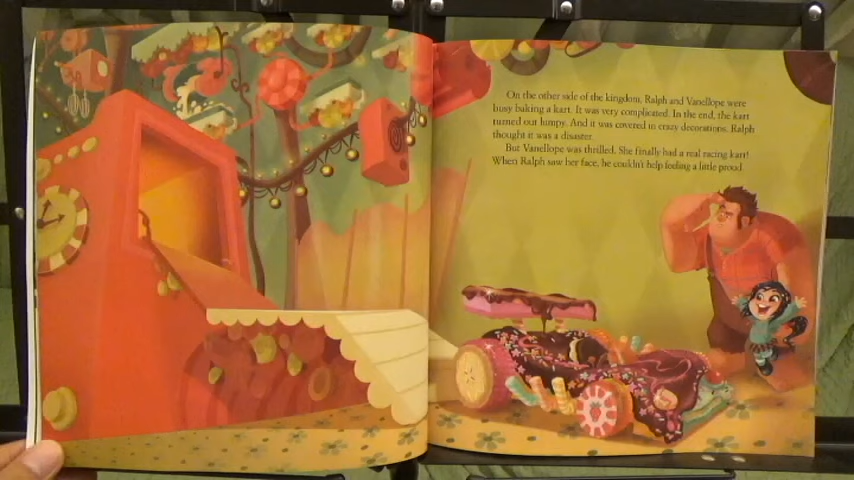 On the other side of the kingdom, Ralph and Vanellope were
busy baking a kart. It was very complicated. In the end, the kart
turned out lumpy. And it was covered in crazy decorations. Ralph
thought it was a disaster.
But Vanellope was thrilled. She finally had a real racing kart!
When Ralph saw her face, he couldn't help feeling a little proud.